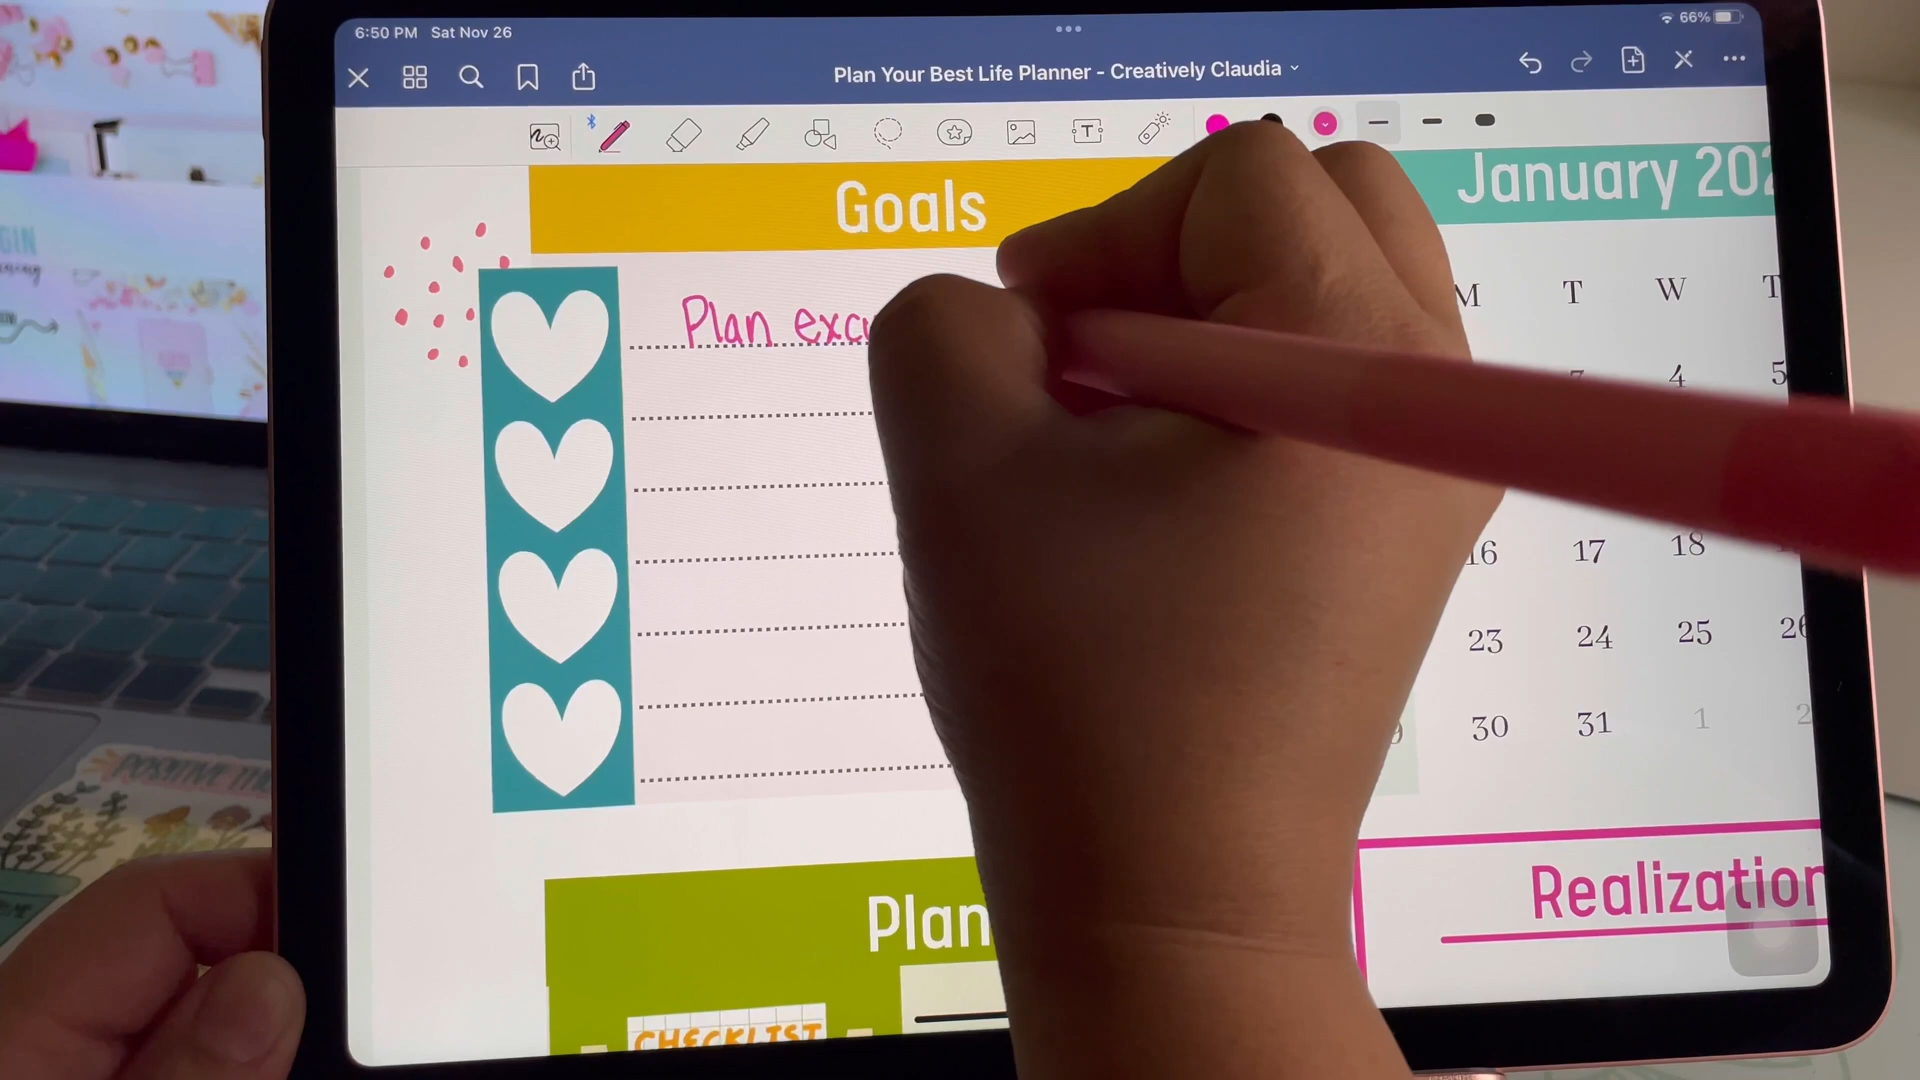 6:50 PM Sat Nov 26
66%
Plan Your Best Life Planner - Creatively Claudia
T
Goals
January 20
M T W T
Plan exc
4 5
16 17 18
23 24 25 26
30 31 1 2
Realization
Plan
CHECKLIST
POSITIVE